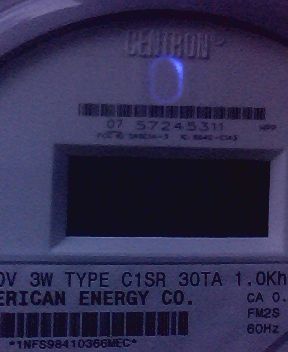 CENTRON
07 57245311
0V 3W TYPE C1SR 30TA 1.0Kh
ERICAN ENERGY CO.
CA 0.
FM2S
60Hz
*1NFS98410366MEC*